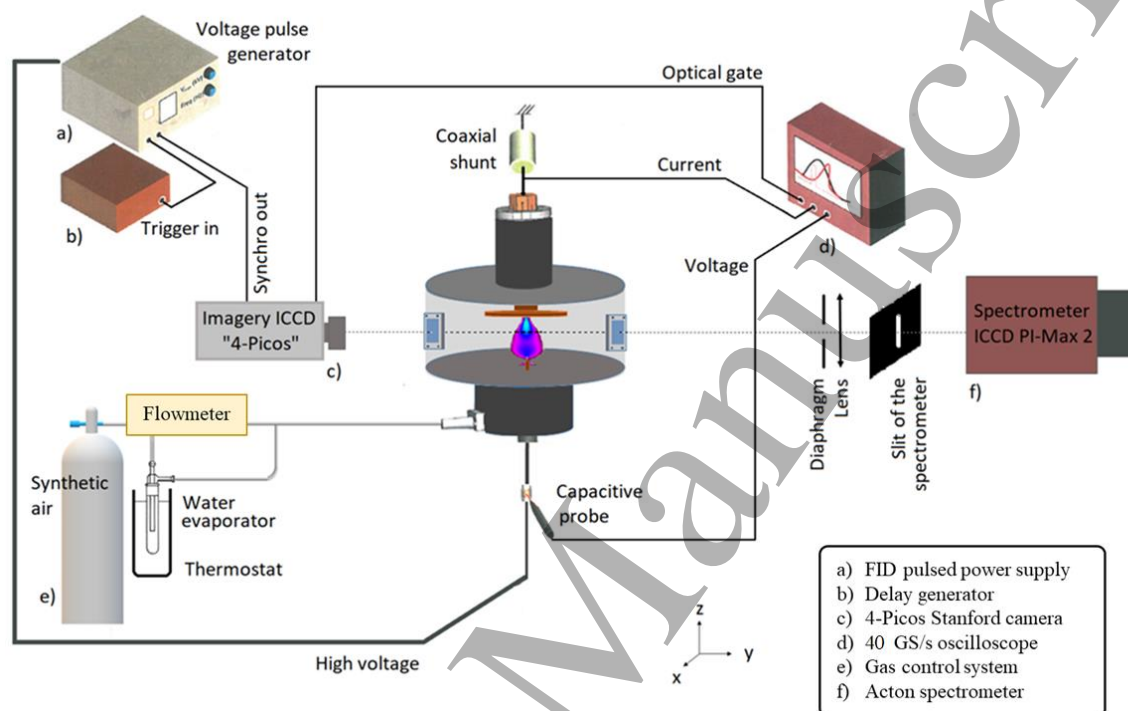 Voltage pulse
generator
a)
b)
Trigger in
Synchro out
Optical gate
Coaxial
shunt
Current
d)
Voltage
Imagery ICCD
"4-Picos"
c)
Diaphragm
Lens
Slit of the
spectrometer
Spectrometer
ICCD PI-Max 2
f)
Flowmeter
Synthetic
air
Water
evaporator
Thermostat
e)
Capacitive
probe
High voltage
z
y
x
a) FID pulsed power supply
b) Delay generator
c) 4-Picos Stanford camera
d) 40 GS/s oscilloscope
e) Gas control system
f) Acton spectrometer
Manuscri